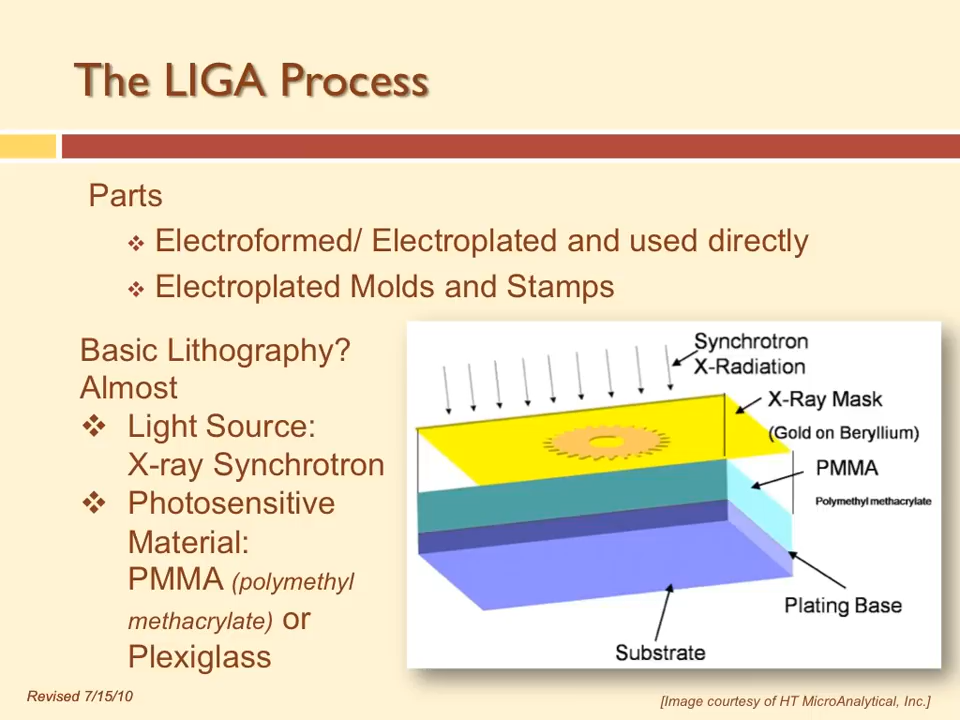 The LIGA Process
Parts
❖ Electroformed/ Electroplated and used directly
❖ Electroplated Molds and Stamps
Basic Lithography?
Almost
❖ Light Source:
X-ray Synchrotron
❖ Photosensitive
Material:
PMMA (polymethyl
methacrylate) or
Plexiglass
Synchrotron
X-Radiation
X-Ray Mask
(Gold on Beryllium)
PMMA
Polymethyl methacrylate
Plating Base
Substrate
Revised 7/15/10
[Image courtesy of HT MicroAnalytical, Inc.]